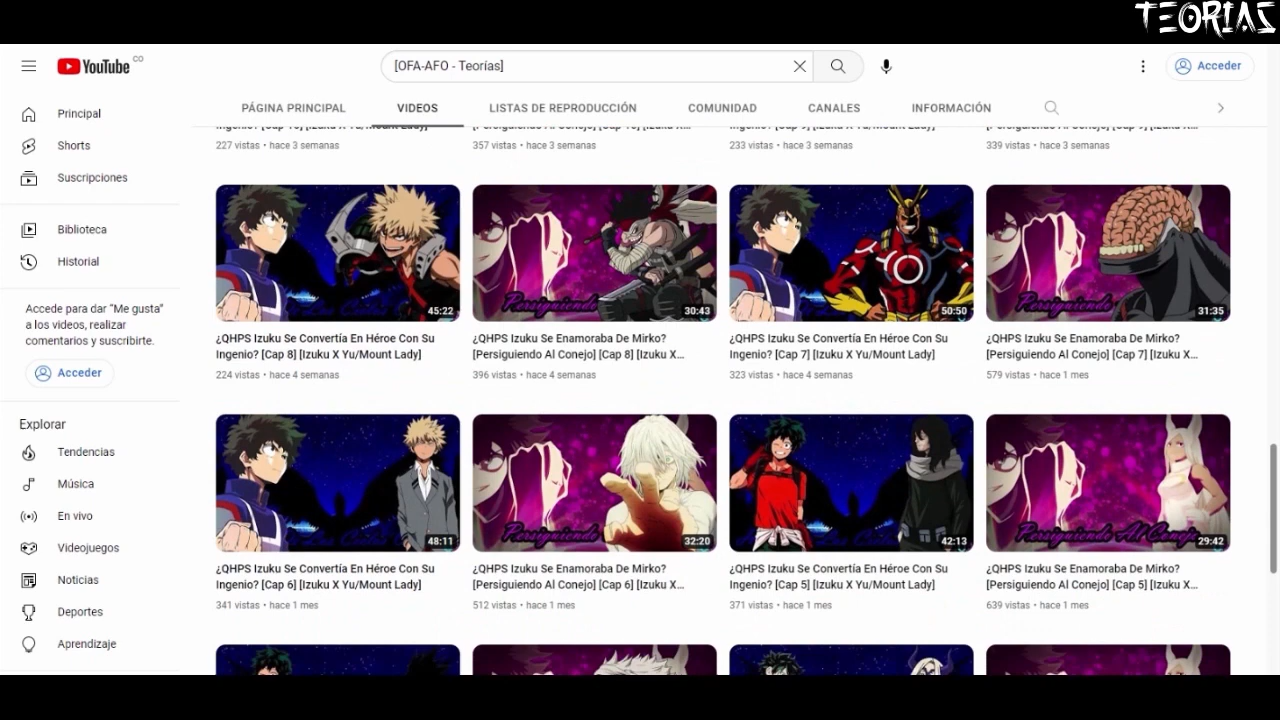 TEORIAS
YouTube CO
[OFA-AFO - Teorías]
Acceder
PÁGINA PRINCIPAL
VIDEOS
LISTAS DE REPRODUCCIÓN
COMUNIDAD
CANALES
INFORMACIÓN
Principal
Shorts
Suscripciones
Biblioteca
Historial
Accede para dar “Me gusta”
a los videos, realizar
comentarios y suscribirte.
Acceder
Explorar
Tendencias
Música
En vivo
Videojuegos
Noticias
Deportes
Aprendizaje
227 vistas • hace 3 semanas
357 vistas • hace 3 semanas
233 vistas • hace 3 semanas
339 vistas • hace 3 semanas
45:22
¿QHPS Izuku Se Convertía En Héroe Con Su
Ingenio? [Cap 8] [Izuku X Yu/Mount Lady]
224 vistas • hace 4 semanas
Persiguiendo
30:43
¿QHPS Izuku Se Enamoraba De Mirko?
[Persiguiendo Al Conejo] [Cap 8] [Izuku X...
396 vistas • hace 4 semanas
50:50
¿QHPS Izuku Se Convertía En Héroe Con Su
Ingenio? [Cap 7] [Izuku X Yu/Mount Lady]
323 vistas • hace 4 semanas
Persiguiendo
31:35
¿QHPS Izuku Se Enamoraba De Mirko?
[Persiguiendo Al Conejo] [Cap 7] [Izuku X...
579 vistas • hace 1 mes
48:11
¿QHPS Izuku Se Convertía En Héroe Con Su
Ingenio? [Cap 6] [Izuku X Yu/Mount Lady]
341 vistas • hace 1 mes
Persiguiendo
32:20
¿QHPS Izuku Se Enamoraba De Mirko?
[Persiguiendo Al Conejo] [Cap 6] [Izuku X...
512 vistas • hace 1 mes
42:13
¿QHPS Izuku Se Convertía En Héroe Con Su
Ingenio? [Cap 5] [Izuku X Yu/Mount Lady]
371 vistas • hace 1 mes
Persiguiendo Al Conejo
29:42
¿QHPS Izuku Se Enamoraba De Mirko?
[Persiguiendo Al Conejo] [Cap 5] [Izuku X...
639 vistas • hace 1 mes